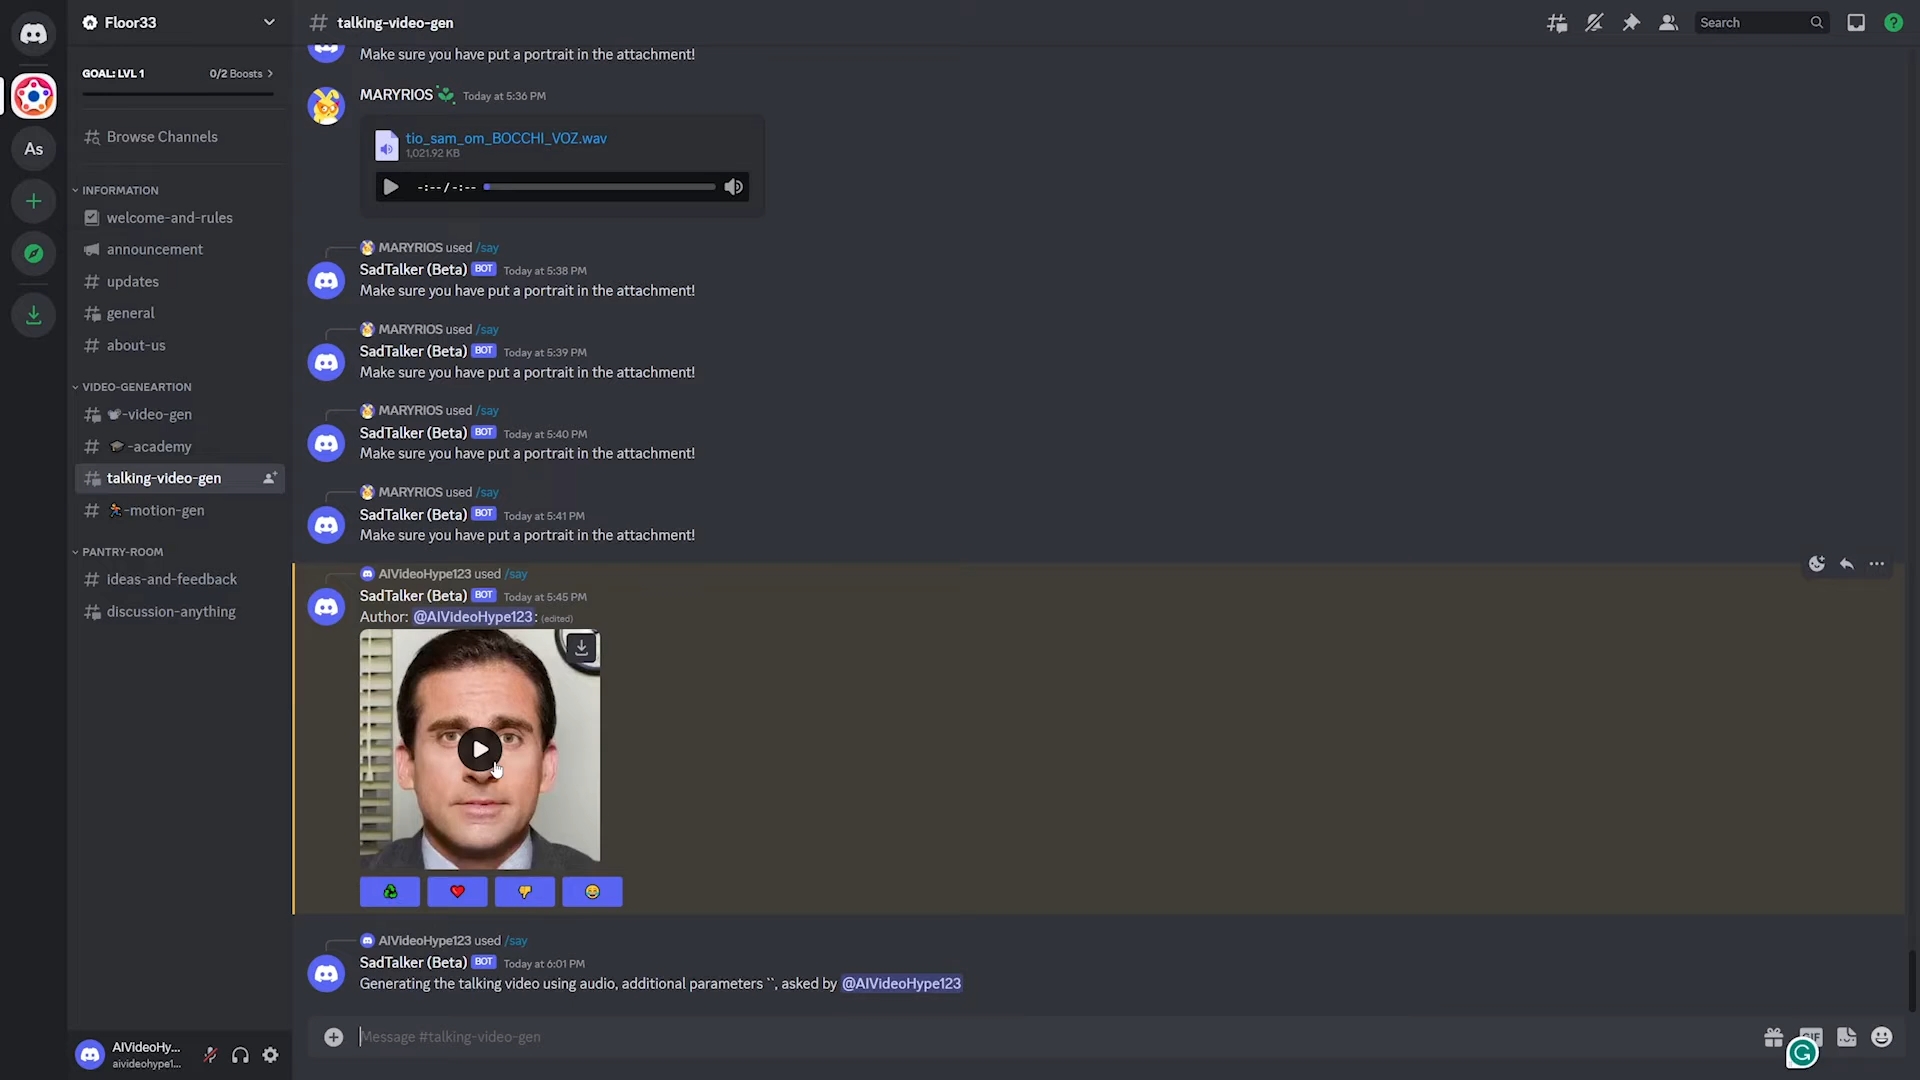 Floor33
GOAL: LVL 1
0/2 Boosts
Browse Channels
As
INFORMATION
welcome-and-rules
announcement
updates
general
about-us
VIDEO-GENEARTION
-video-gen
-academy
talking-video-gen
-motion-gen
PANTRY-ROOM
ideas-and-feedback
discussion-anything
AIVideoHy...
aivideohype1...
talking-video-gen
Search
Make sure you have put a portrait in the attachment!
MARYRIOS Today at 5:36 PM
tio_sam_om_BOCCHI_VOZ.wav
1,021.92 KB
-:-- / -:--
MARYRIOS used /say
SadTalker (Beta) BOT Today at 5:38 PM
Make sure you have put a portrait in the attachment!
MARYRIOS used /say
SadTalker (Beta) BOT Today at 5:39 PM
Make sure you have put a portrait in the attachment!
MARYRIOS used /say
SadTalker (Beta) BOT Today at 5:40 PM
Make sure you have put a portrait in the attachment!
MARYRIOS used /say
SadTalker (Beta) BOT Today at 5:41 PM
Make sure you have put a portrait in the attachment!
AIVideoHype123 used /say
SadTalker (Beta) BOT Today at 5:45 PM
Author: @AIVideoHype123: (edited)
AIVideoHype123 used /say
SadTalker (Beta) BOT Today at 6:01 PM
Generating the talking video using audio, additional parameters ``, asked by @AIVideoHype123
Message #talking-video-gen
GIF